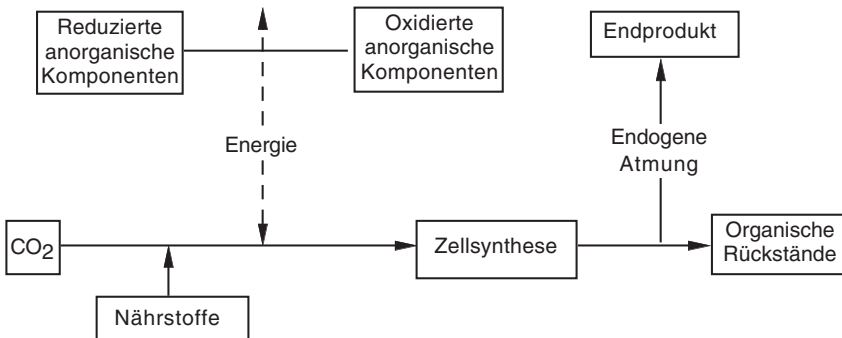 Reduzierte
anorganische
Komponenten
Oxidierte
anorganische
Komponenten
Endprodukt
Energie
Endogene
Atmung
CO₂
Zellsynthese
Organische
Rückstände
Nährstoffe